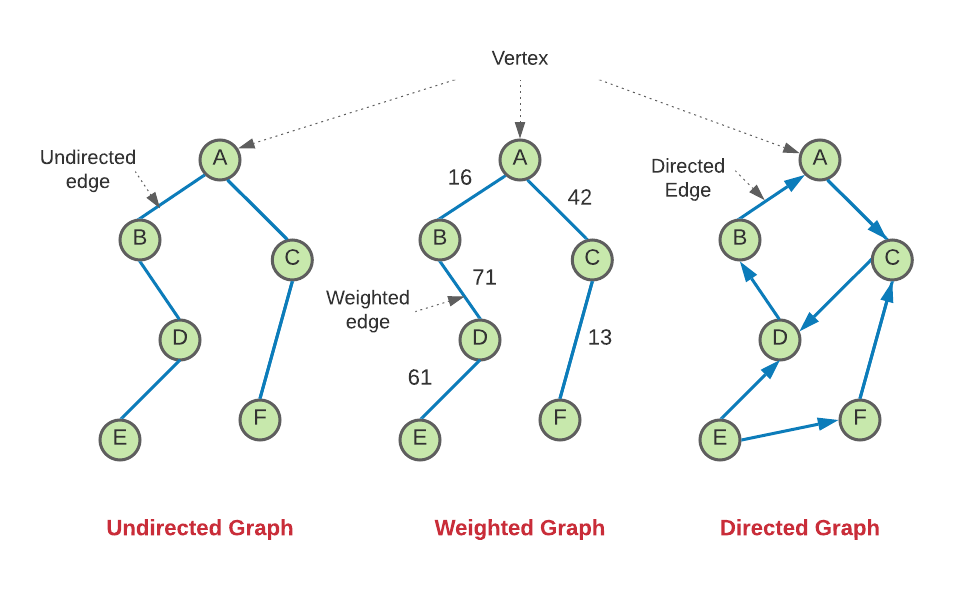 Vertex
Undirected
edge
A
B
C
D
E
F
Undirected Graph
A
16
42
B
C
71
Weighted
edge
D
13
61
E
F
Weighted Graph
Directed
Edge
A
B
C
D
E
F
Directed Graph